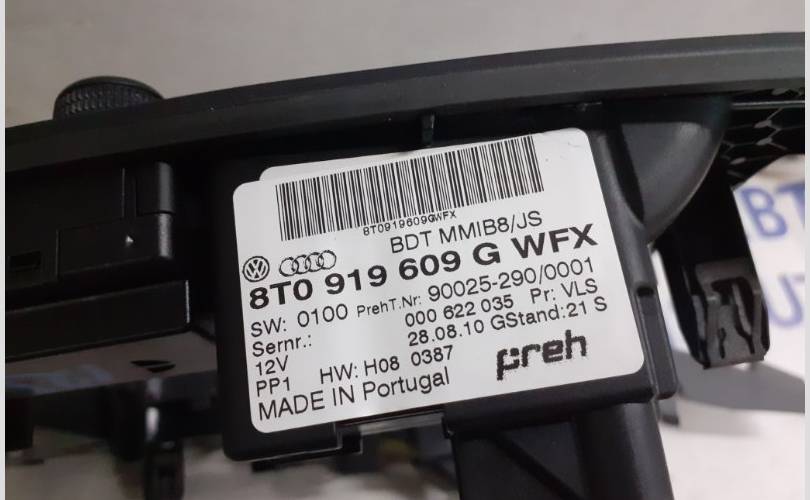 8T0919609GWFX
BDT MMIB8/JS
8T0 919 609 G WFX
SW: 0100 PrehT.Nr: 90025-290/0001
Sernr.: 000 622 035 Pr: VLS
12V 28.08.10 GStand:21 S
PP1 HW: H08 0387
preh
MADE IN Portugal